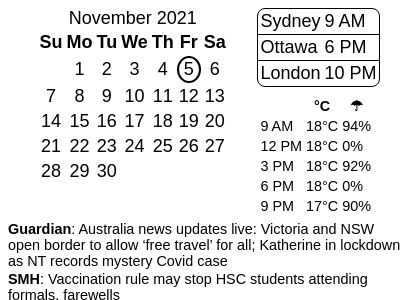 November 2021
Su Mo Tu We Th Fr Sa
1 2 3 4 5 6
7 8 9 10 11 12 13
14 15 16 17 18 19 20
21 22 23 24 25 26 27
28 29 30
Sydney 9 AM
Ottawa 6 PM
London 10 PM
°C ☂
9 AM 18°C 94%
12 PM 18°C 0%
3 PM 18°C 92%
6 PM 18°C 0%
9 PM 17°C 90%
Guardian: Australia news updates live: Victoria and NSW
open border to allow ‘free travel’ for all; Katherine in lockdown
as NT records mystery Covid case
SMH: Vaccination rule may stop HSC students attending
formals, farewells